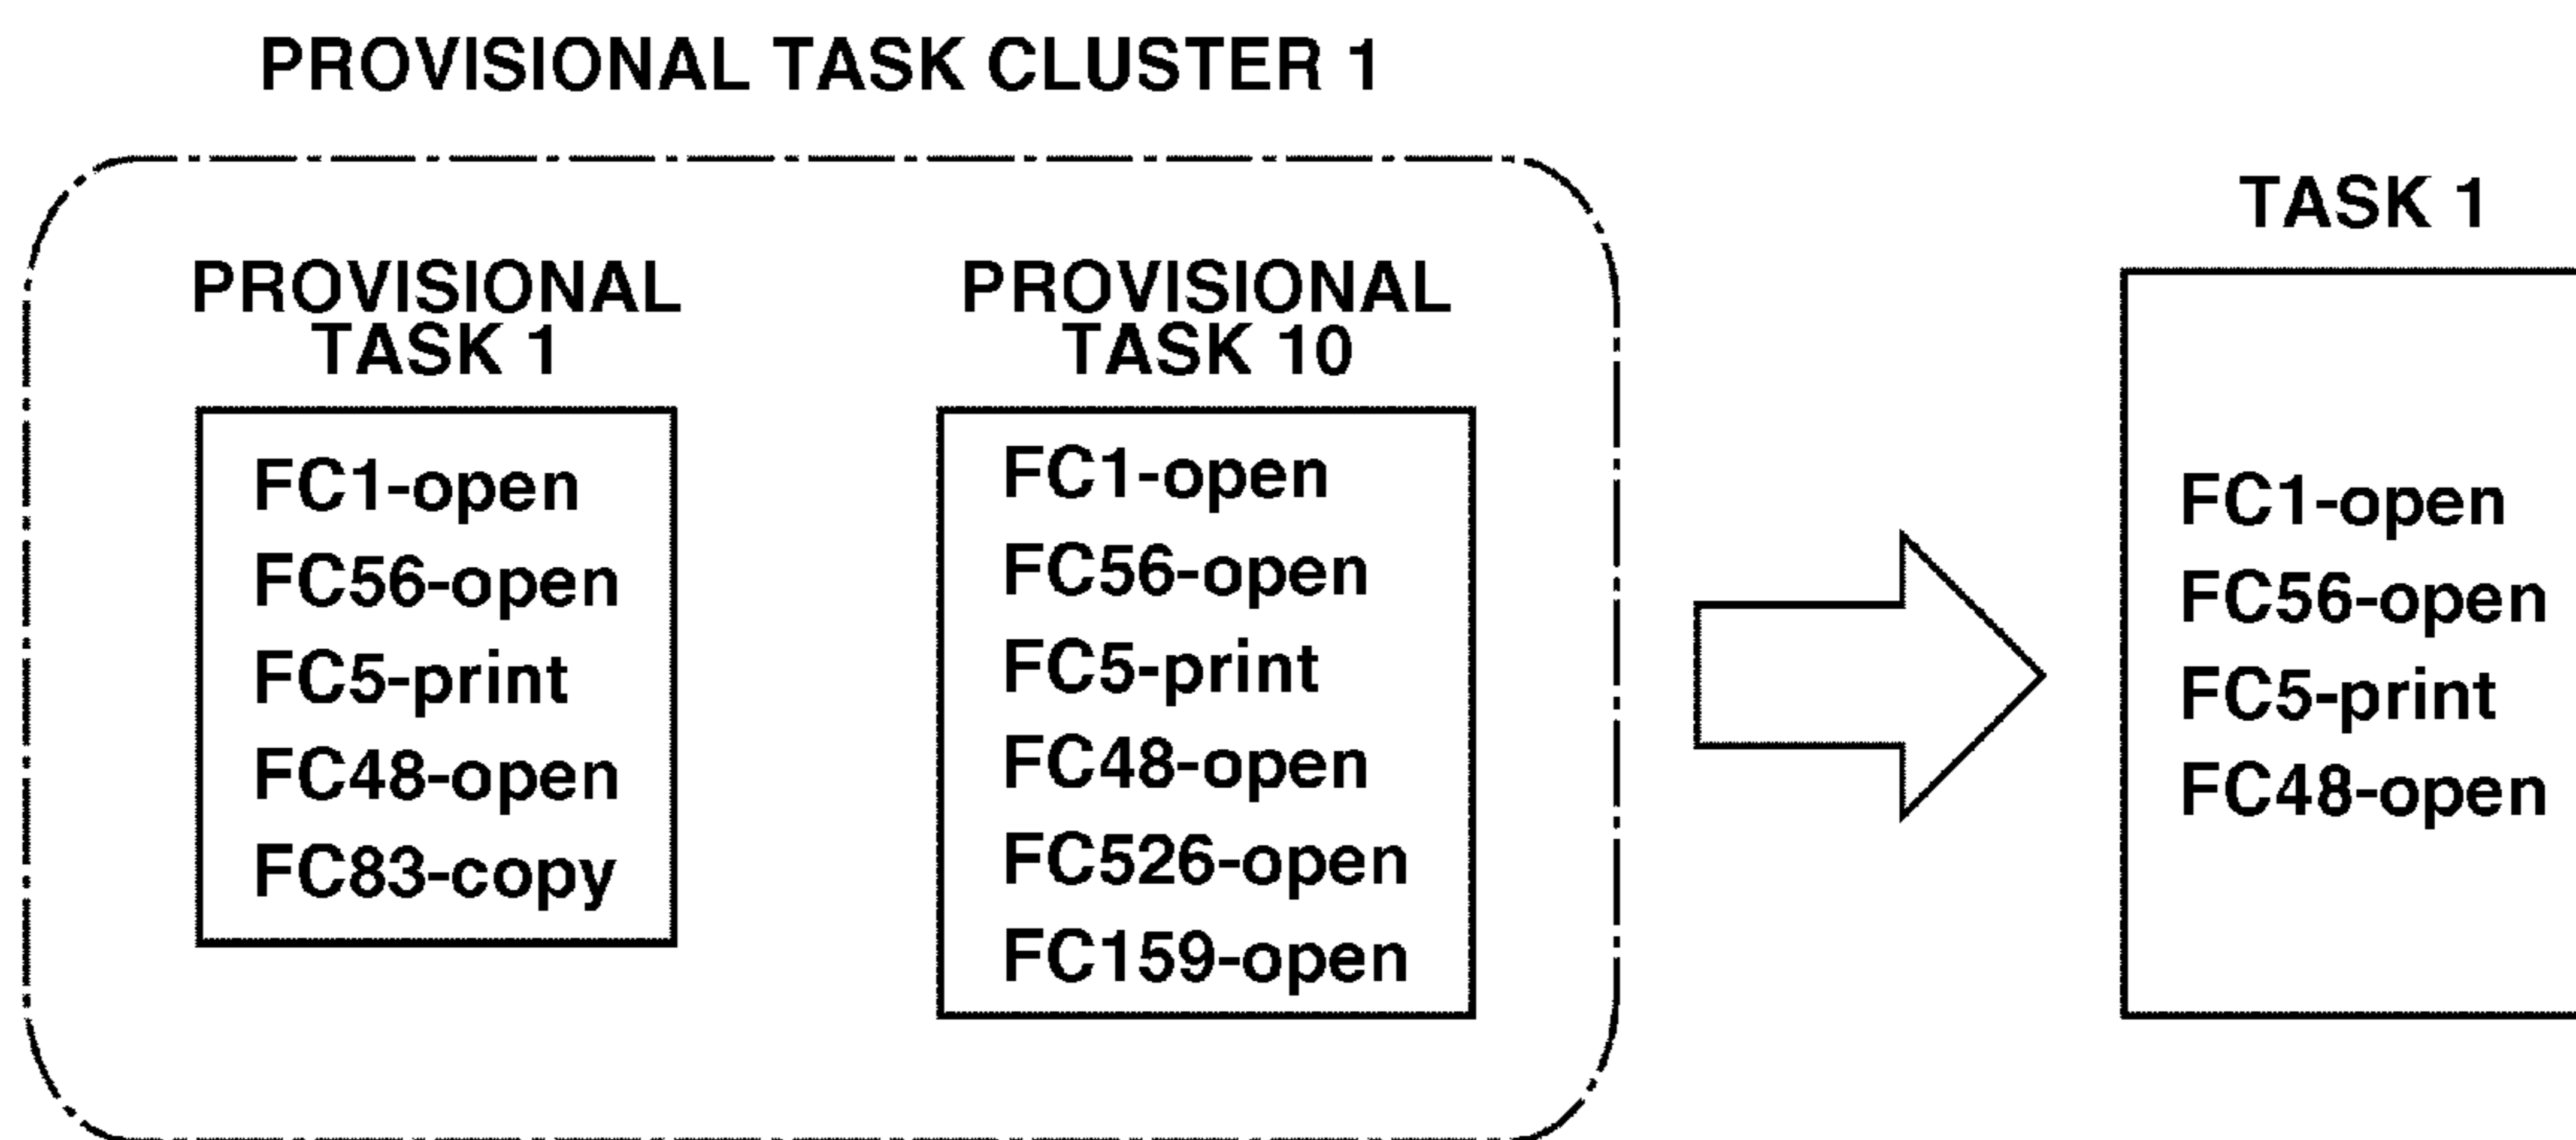 PROVISIONAL TASK CLUSTER 1
PROVISIONAL
TASK 1
FC1-open
FC56-open
FC5-print
FC48-open
FC83-copy
PROVISIONAL
TASK 10
FC1-open
FC56-open
FC5-print
FC48-open
FC526-open
FC159-open
TASK 1
FC1-open
FC56-open
FC5-print
FC48-open